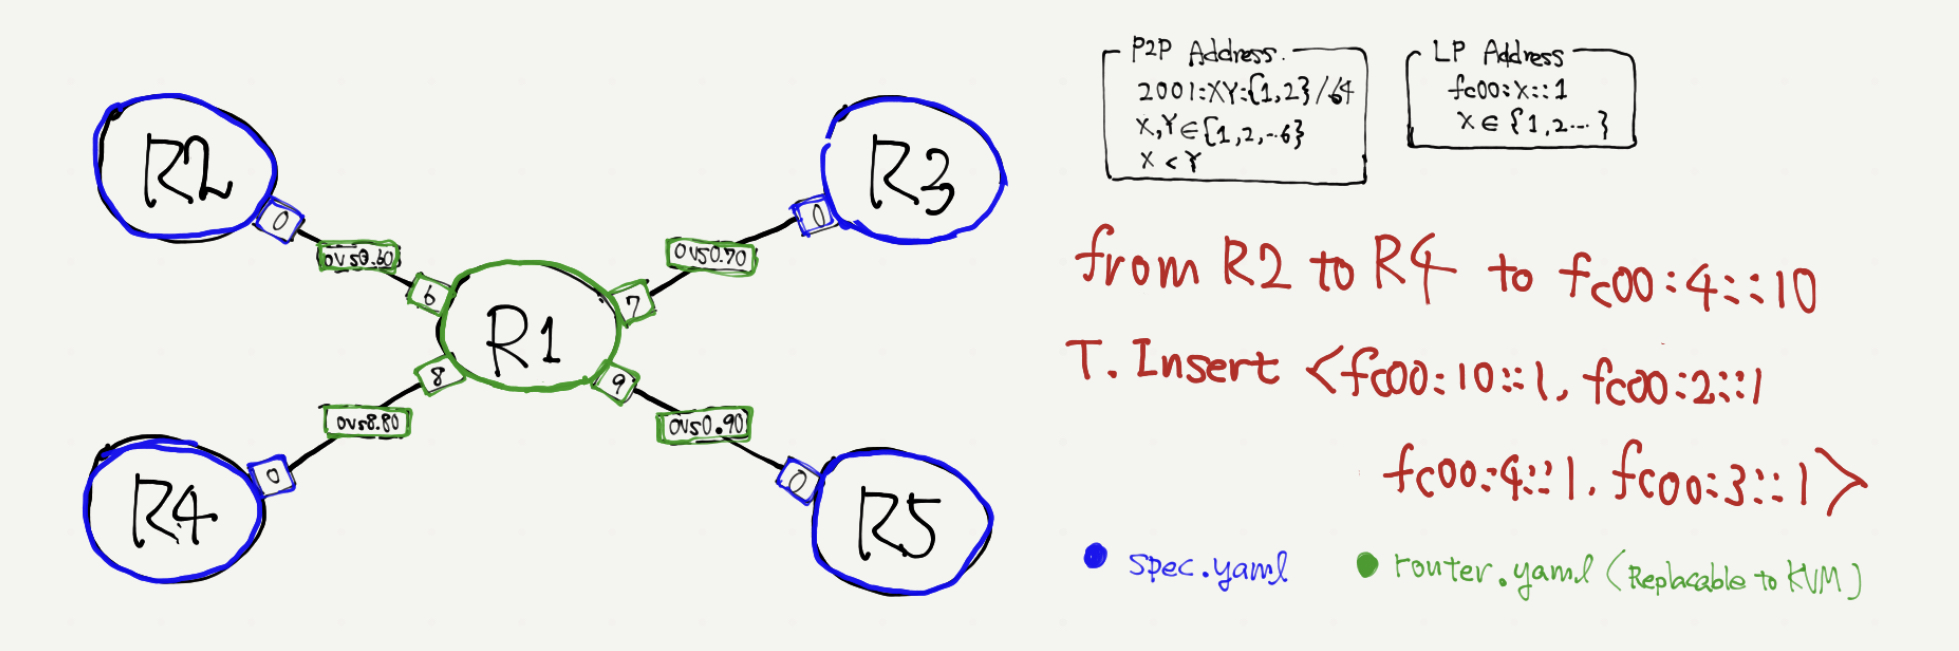 R2
0
ovs0.60
6
R3
0
ovs0.70
7
R1
8
ovs8.80
0
R4
9
ovs0.90
0
R5
P2P Address
2001:XY:{1,2}/64
X,Y∈{1,2,--6}
X < Y
LP Address
fc00:x::1
X ∈ {1,2---}
from R2 to R4 to fc00:4::10
T.Insert <fc00:10::1, fc00:2::1
fc00:4::1, fc00:3::1>
spec.yaml
router.yaml (Replacable to KVM)